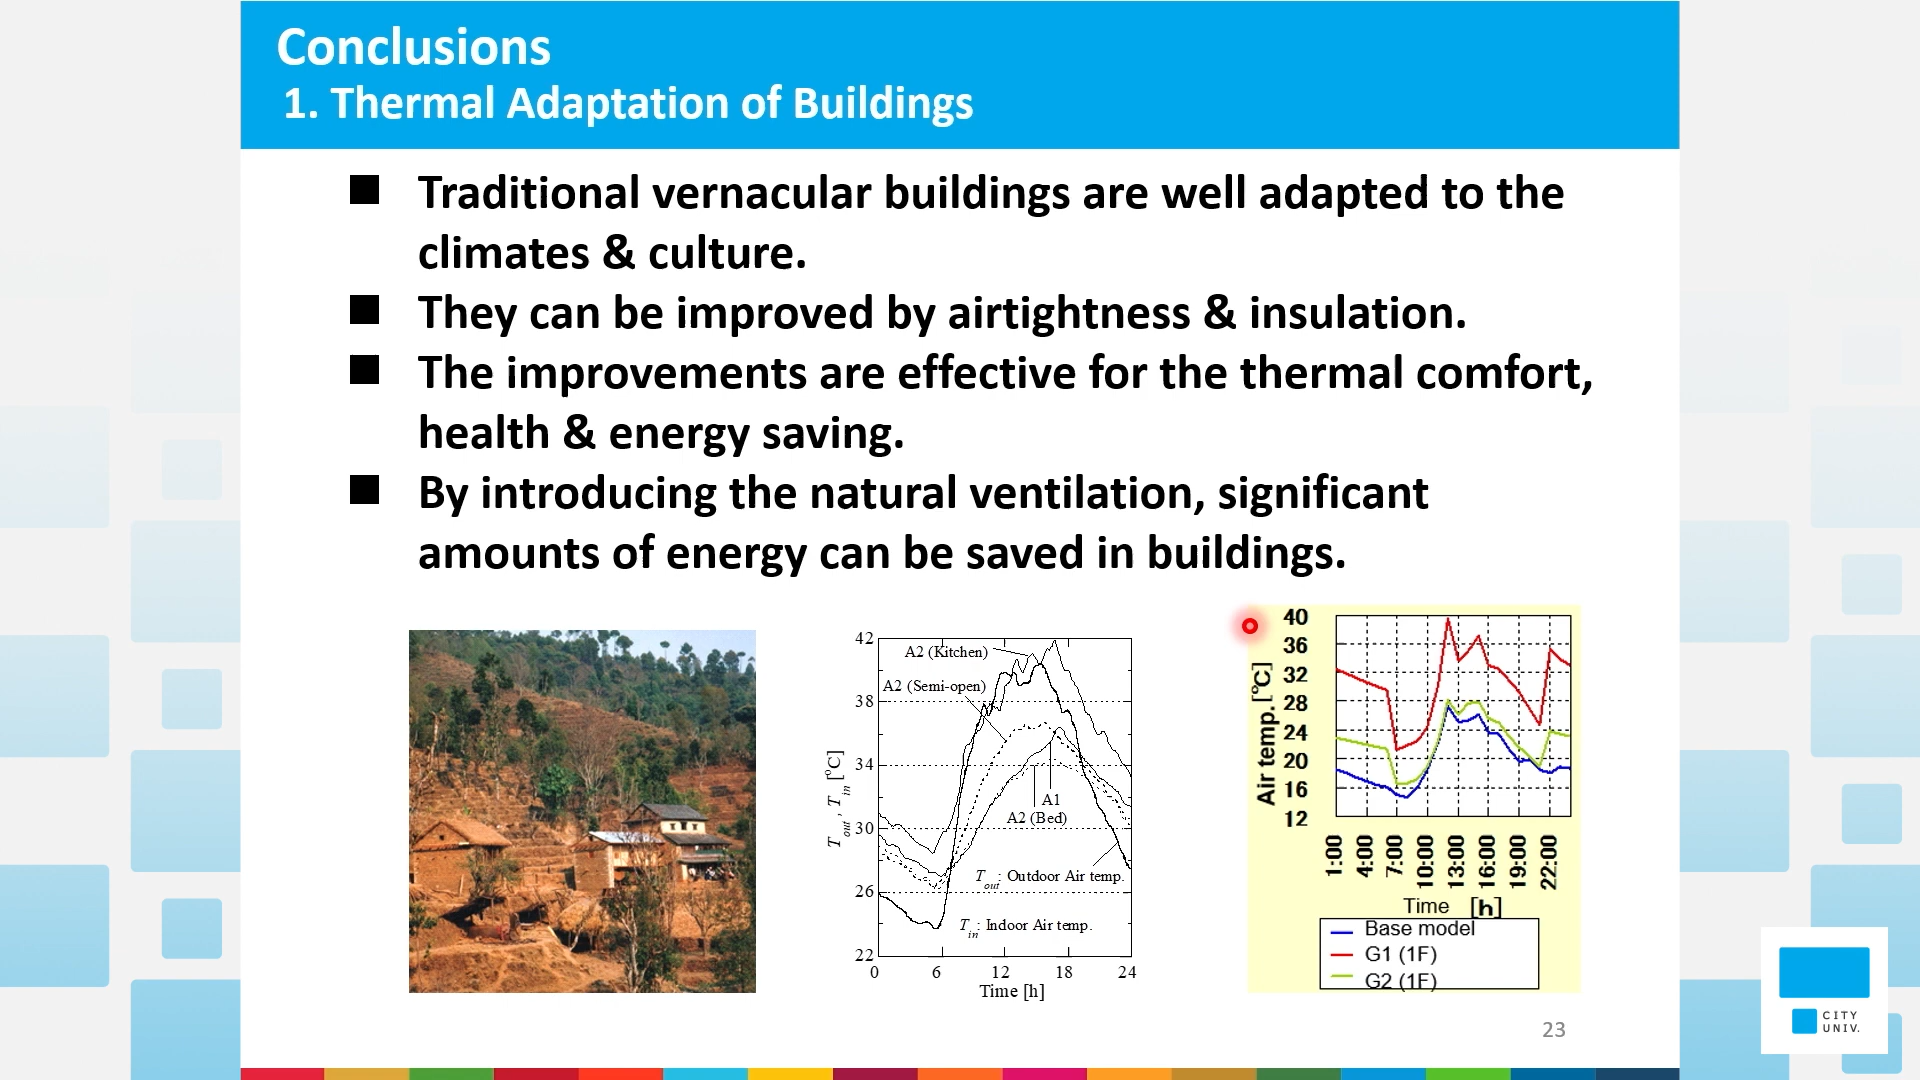 Conclusions
1. Thermal Adaptation of Buildings
Traditional vernacular buildings are well adapted to the
climates & culture.
They can be improved by airtightness & insulation.
The improvements are effective for the thermal comfort,
health & energy saving.
By introducing the natural ventilation, significant
amounts of energy can be saved in buildings.
42
38
34
30
26
22
T out , T in [°C]
A2 (Kitchen)
A2 (Semi-open)
A1
A2 (Bed)
T out : Outdoor Air temp.
T in : Indoor Air temp.
0 6 12 18 24
Time [h]
40
36
32
28
24
20
16
12
Air temp.[℃]
1:00 4:00 7:00 10:00 13:00 16:00 19:00 22:00
Time [h]
Base model
G1 (1F)
G2 (1F)
23
CITY
UNIV.